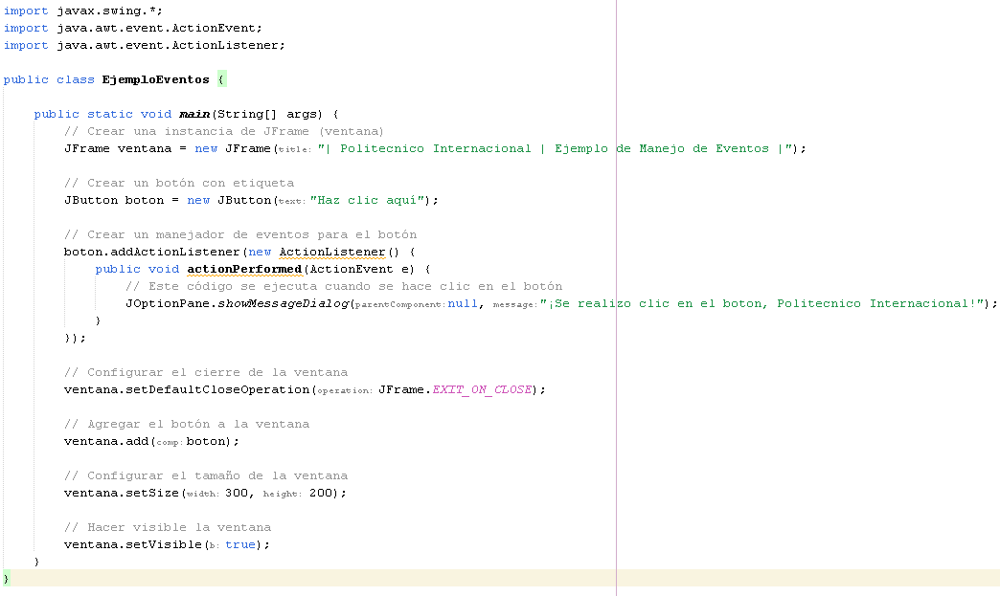 import javax.swing.*;
import java.awt.event.ActionEvent;
import java.awt.event.ActionListener;
public class EjemploEventos {
public static void main(String[] args) {
// Crear una instancia de JFrame (ventana)
JFrame ventana = new JFrame(title: "| Politecnico Internacional | Ejemplo de Manejo de Eventos |");
// Crear un botón con etiqueta
JButton boton = new JButton(text: "Haz clic aquí");
// Crear un manejador de eventos para el botón
boton.addActionListener(new ActionListener() {
public void actionPerformed(ActionEvent e) {
// Este código se ejecuta cuando se hace clic en el botón
JOptionPane.showMessageDialog(parentComponent: null, message: "¡Se realizo clic en el boton, Politecnico Internacional!");
}
});
// Configurar el cierre de la ventana
ventana.setDefaultCloseOperation(operation: JFrame.EXIT_ON_CLOSE);
// Agregar el botón a la ventana
ventana.add(comp: boton);
// Configurar el tamaño de la ventana
ventana.setSize(width: 300, height: 200);
// Hacer visible la ventana
ventana.setVisible(b: true);
}
}